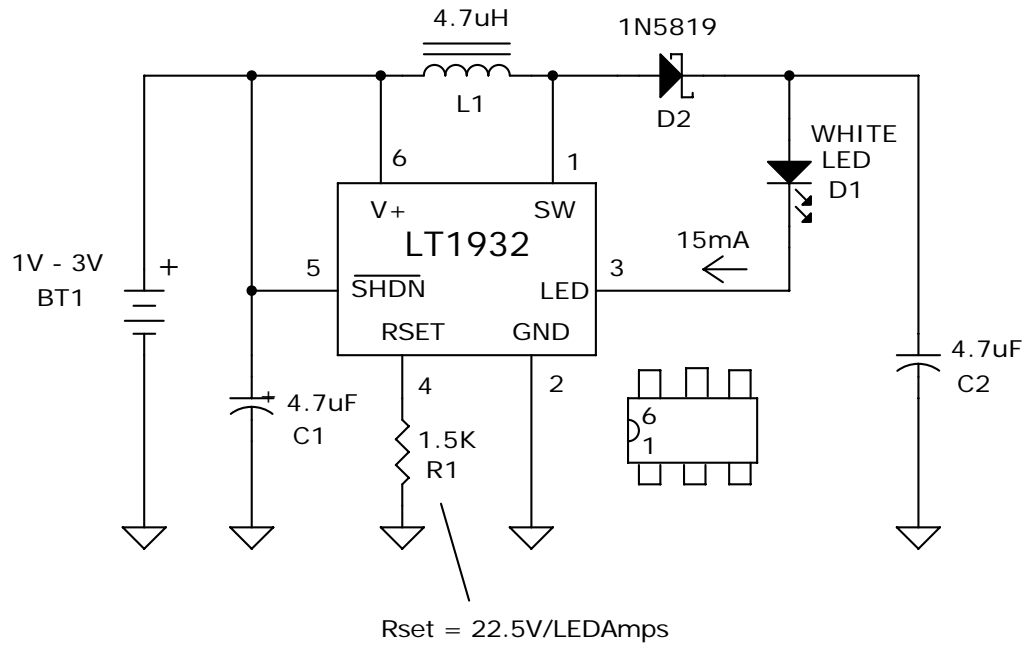 4.7uH
L1
1N5819
D2
WHITE
LED
D1
6
1
V+
SW
LT1932
15mA
1V - 3V
+
BT1
5
SHDN
LED
3
RSET
GND
4
2
4.7uF
C1
+
1.5K
R1
6
1
4.7uF
C2
Rset = 22.5V/LEDAmps